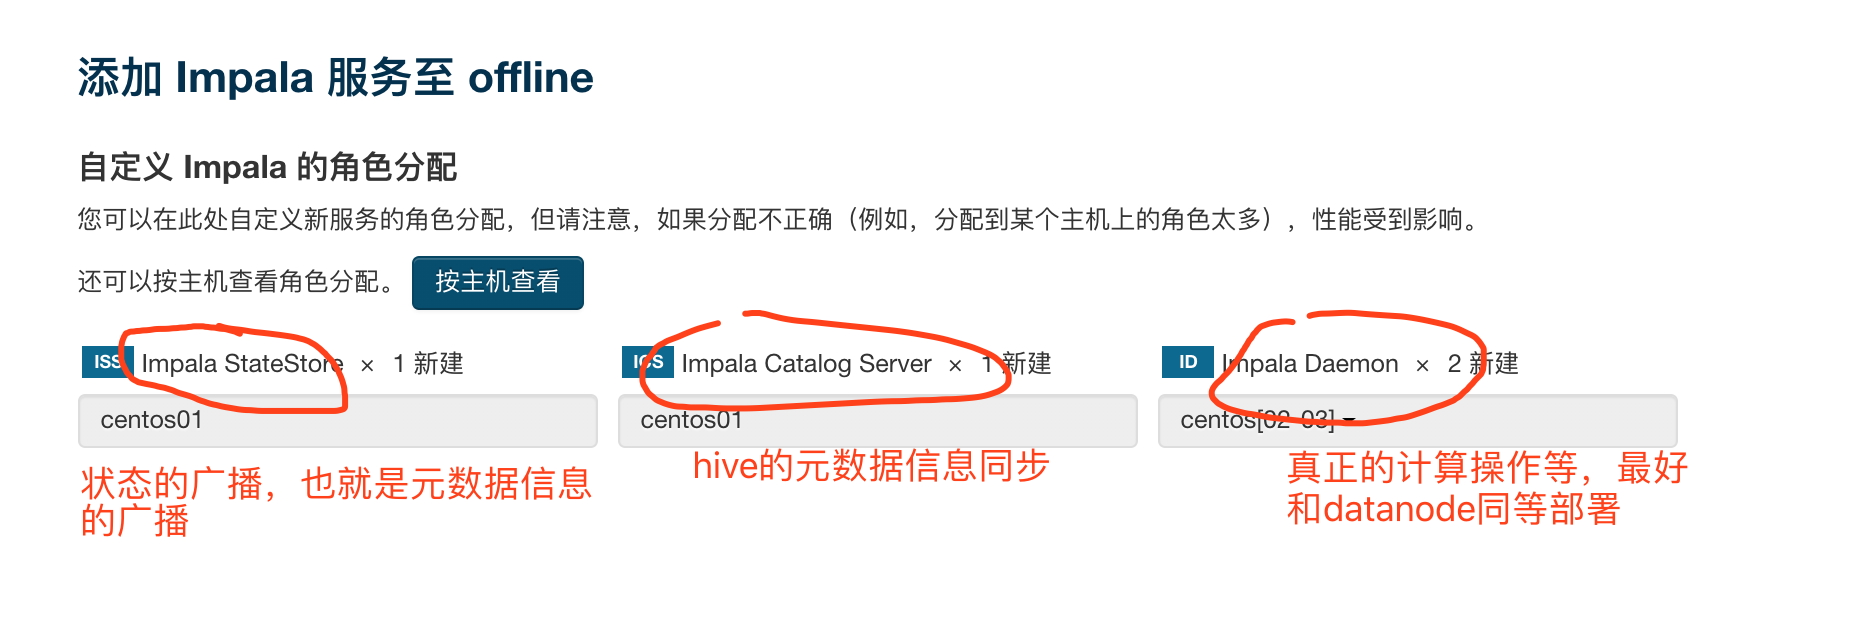 添加 Impala 服务至 offline
自定义 Impala 的角色分配
您可以在此处自定义新服务的角色分配，但请注意，如果分配不正确（例如，分配到某个主机上的角色太多），性能受到影响。
还可以按主机查看角色分配。 按主机查看
ISS Impala StateStore × 1 新建
ICS Impala Catalog Server × 1 新建
ID Impala Daemon × 2 新建
centos01
centos01
centos[02-03]
状态的广播，也就是元数据信息
的广播
hive的元数据信息同步
真正的计算操作等，最好
和datanode同等部署